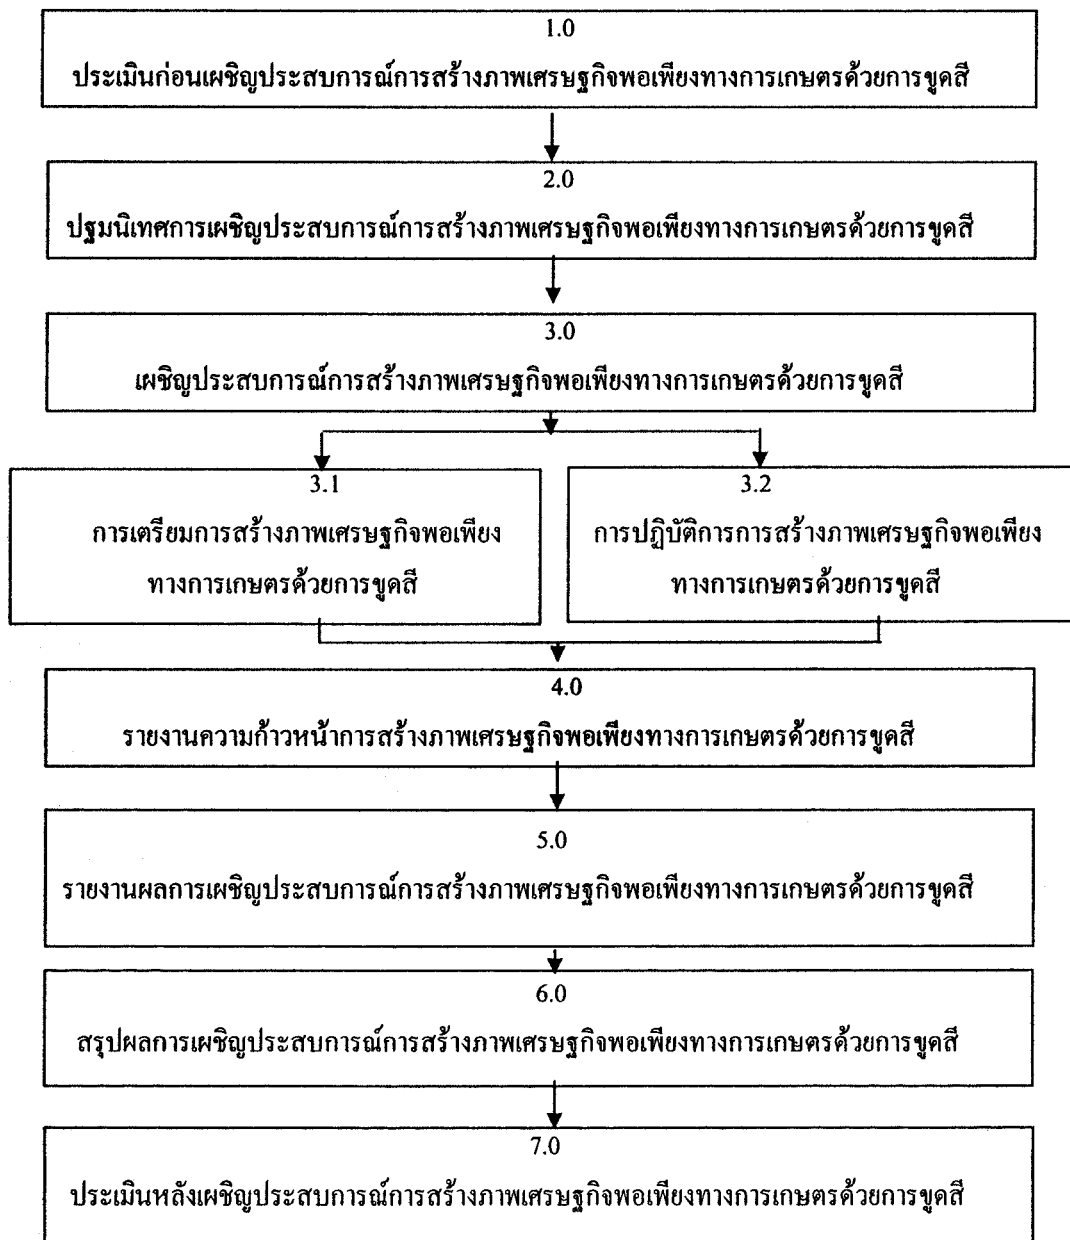 1.0
ประเมินก่อนเผชิญประสบการณ์การสร้างภาพเศรษฐกิจพอเพียงทางการเกษตรด้วยการขูดสี
2.0
ปฐมนิเทศการเผชิญประสบการณ์การสร้างภาพเศรษฐกิจพอเพียงทางการเกษตรด้วยการขูดสี
3.0
เผชิญประสบการณ์การสร้างภาพเศรษฐกิจพอเพียงทางการเกษตรด้วยการขูดสี
3.1
การเตรียมการสร้างภาพเศรษฐกิจพอเพียง
ทางการเกษตรด้วยการขูดสี
3.2
การปฏิบัติการการสร้างภาพเศรษฐกิจพอเพียง
ทางการเกษตรด้วยการขูดสี
4.0
รายงานความก้าวหน้าการสร้างภาพเศรษฐกิจพอเพียงทางการเกษตรด้วยการขูดสี
5.0
รายงานผลการเผชิญประสบการณ์การสร้างภาพเศรษฐกิจพอเพียงทางการเกษตรด้วยการขูดสี
6.0
สรุปผลการเผชิญประสบการณ์การสร้างภาพเศรษฐกิจพอเพียงทางการเกษตรด้วยการขูดสี
7.0
ประเมินหลังเผชิญประสบการณ์การสร้างภาพเศรษฐกิจพอเพียงทางการเกษตรด้วยการขูดสี